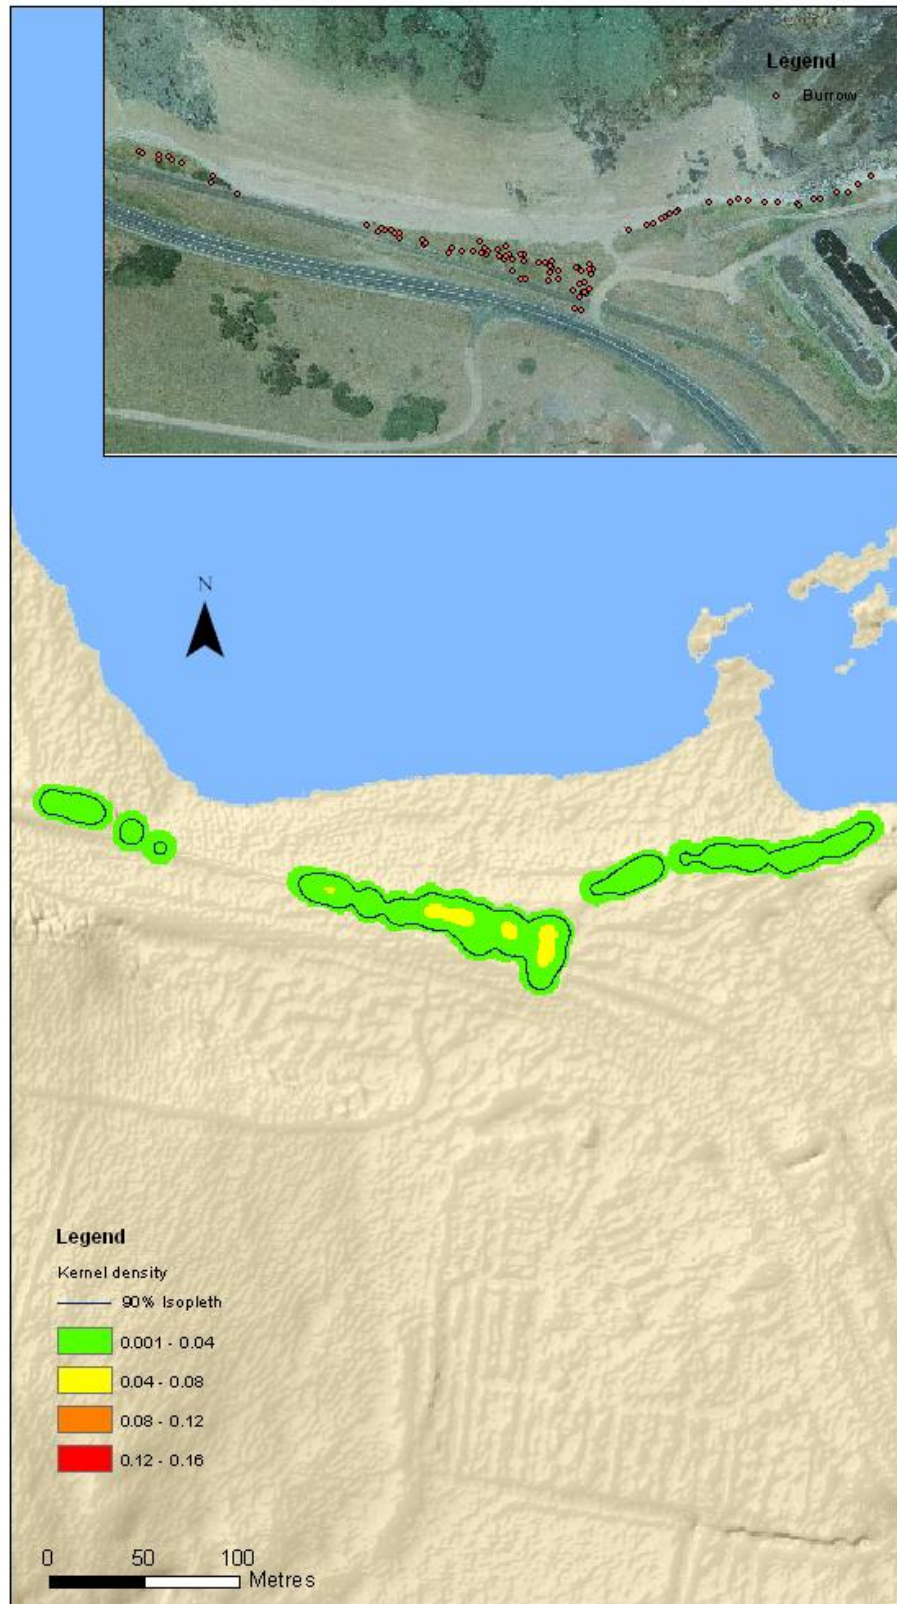 Legend
Burrow
N
Legend
Kernel density
90% Isopleth
0.001 - 0.04
0.04 - 0.08
0.08 - 0.12
0.12 - 0.16
0 50 100
Metres